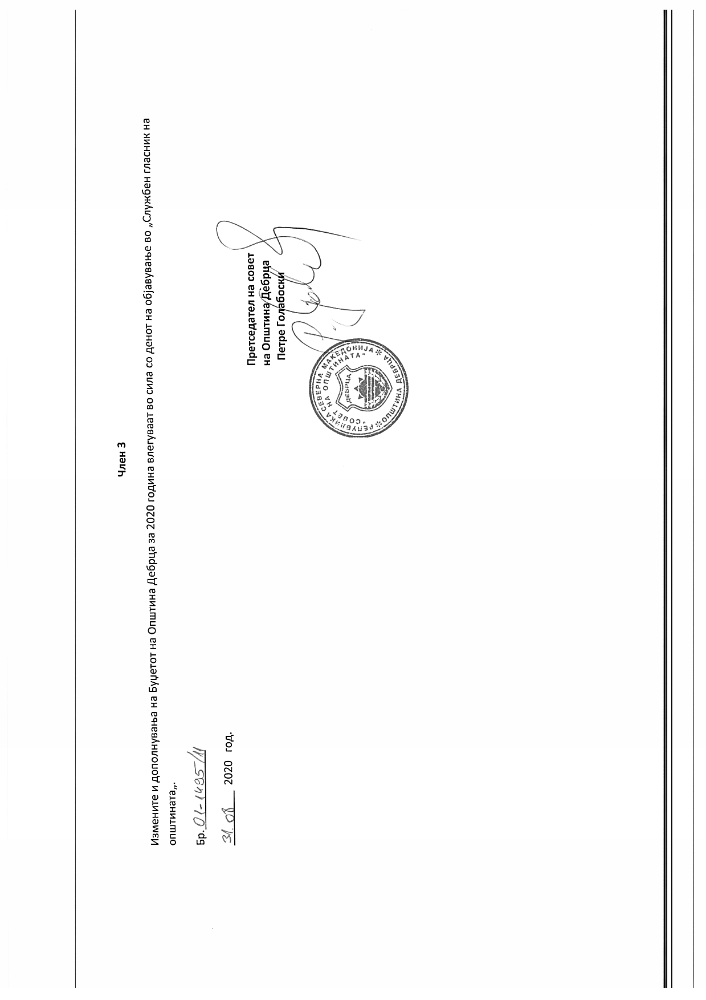 Член 3
Измените и дополнувања на Буџетот на Општина Дебрца за 2020 година влегуваат во сила со денот на објавување во „Службен гласник на
општината„.
Бр. 01-1495/11
31.08 2020 год.
Претседател на совет
на Општина Дебрца
Петре Голабоски
РЕПУБЛИКА СЕВЕРНА МАКЕДОНИЈА
"СОВЕТ НА ОПШТИНАТА"
ДЕБРЦА
ОПШТИНА ДЕБРЦА